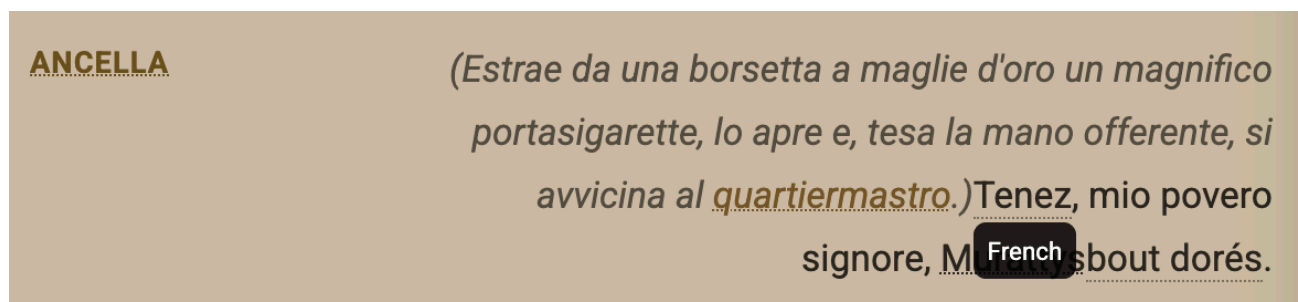 ANCELLA
(Estrae da una borsetta a maglie d'oro un magnifico
portasigarette, lo apre e, tesa la mano offerente, si
avvicina al quartiermastro.)Tenez, mio povero
signore, Murattysbout dorés.
French